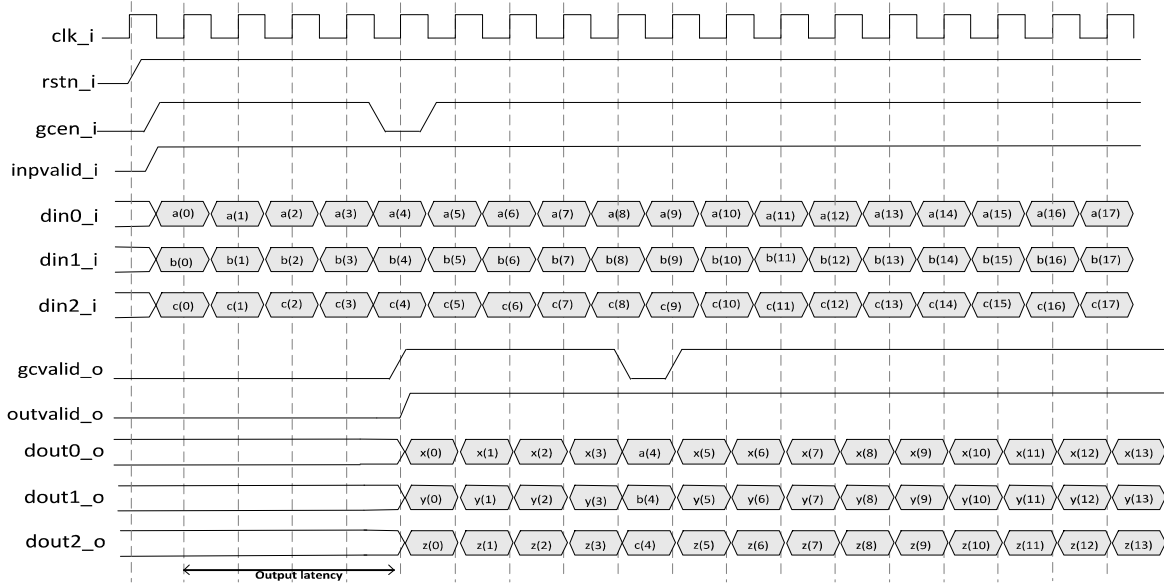 clk_i
rstn_i
gcen_i
inpvalid_i
din0_i a(0) a(1) a(2) a(3) a(4) a(5) a(6) a(7) a(8) a(9) a(10) a(11) a(12) a(13) a(14) a(15) a(16) a(17)
din1_i b(0) b(1) b(2) b(3) b(4) b(5) b(6) b(7) b(8) b(9) b(10) b(11) b(12) b(13) b(14) b(15) b(16) b(17)
din2_i c(0) c(1) c(2) c(3) c(4) c(5) c(6) c(7) c(8) c(9) c(10) c(11) c(12) c(13) c(14) c(15) c(16) c(17)
gcvalid_o
outvalid_o
dout0_o x(0) x(1) x(2) x(3) a(4) x(5) x(6) x(7) x(8) x(9) x(10) x(11) x(12) x(13)
dout1_o y(0) y(1) y(2) y(3) b(4) y(5) y(6) y(7) y(8) y(9) y(10) y(11) y(12) y(13)
dout2_o z(0) z(1) z(2) z(3) c(4) z(5) z(6) z(7) z(8) z(9) z(10) z(11) z(12) z(13)
Output latency